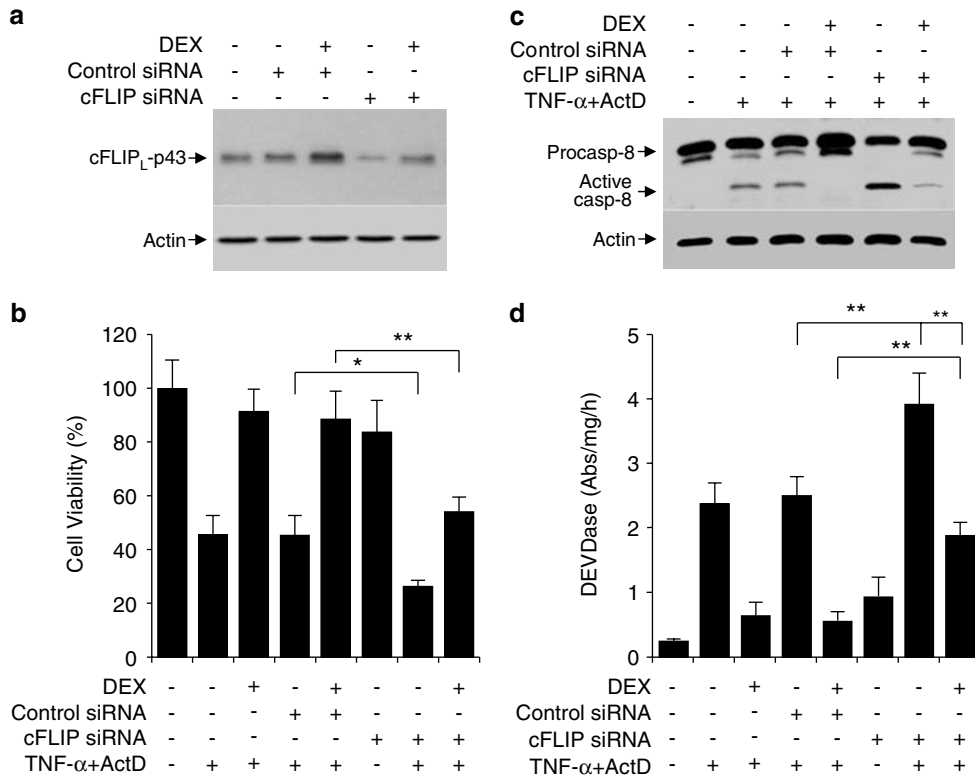 a
DEX - - + - +
Control siRNA - + + - -
cFLIP siRNA - - - + +
cFLIPL-p43
Actin
c
DEX - - - + - +
Control siRNA - - + + - -
cFLIP siRNA - - - - + +
TNF-α+ActD - + + + + +
Procasp-8
Active
casp-8
Actin
b
Cell Viability (%)
120
100
80
60
40
20
0
*
**
DEX - - + - + - - +
Control siRNA - - - + + - - -
cFLIP siRNA - - - - - + + +
TNF-α+ActD - + + + + - + +
d
DEVDase (Abs/mg/h)
5
4
3
2
1
0
**
**
**
DEX - - + - + - - +
Control siRNA - - - + + - - -
cFLIP siRNA - - - - - + + +
TNF-α+ActD - + + + + - + +